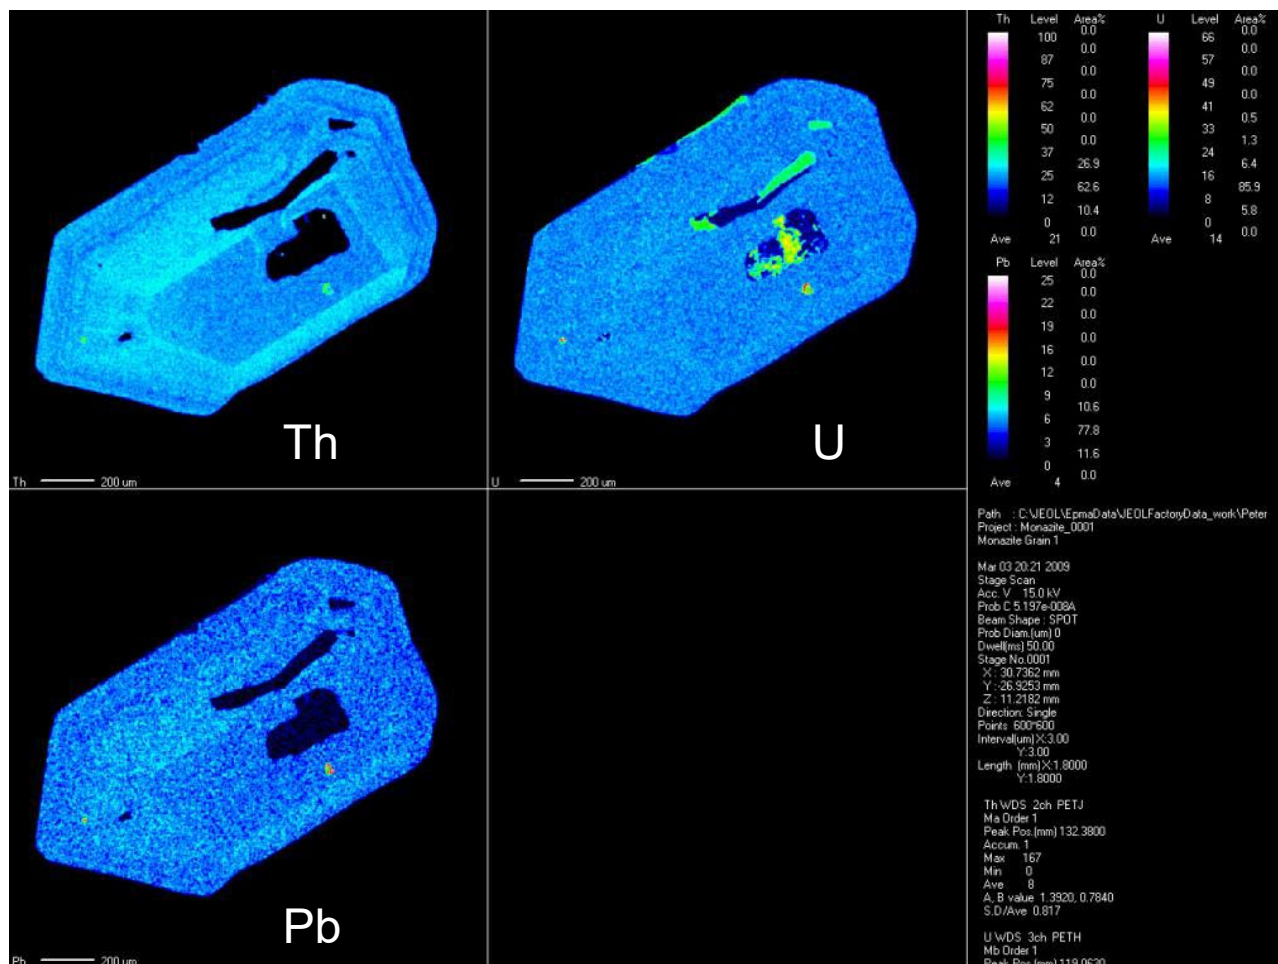 Th Level Area% U Level Area%
0.0 0.0
100 66
0.0 0.0
87 57
0.0 0.0
75 49
0.0 0.0
62 41
0.0 0.5
50 33
0.0 1.3
37 24
26.9 6.4
25 16
62.6 85.9
12 8
10.4 5.8
0 0
0.0 0.0
Ave 21 Ave 14
Pb Level Area%
0.0
25
0.0
22
0.0
19
0.0
16
0.0
12
0.0
9
10.6
6
77.8
3
11.6
0
0.0
Ave 4
Th
U
Th 200 um
U 200 um
Path : C:\JEOL\EpmaData\JEOLFactoryData_work\Peter
Project : Monazite_0001
Monazite Grain 1
Mar 03 20:21 2009
Stage Scan
Acc. V 15.0 kV
Prob C 5.197e-008A
Beam Shape : SPOT
Prob Diam.(um) 0
Dwell(ms) 50.00
Stage No.0001
X : 30.7362 mm
Y :-26.9253 mm
Z : 11.2182 mm
Direction: Single
Points 600*600
Interval(um) X:3.00
Y:3.00
Length (mm) X:1.8000
Y:1.8000
Th WDS 2ch PETJ
Ma Order 1
Peak Pos.(mm) 132.3800
Accum. 1
Max 167
Min 0
Ave 8
A, B value 1.3920, 0.7840
S.D/Ave 0.817
U WDS 3ch PETH
Mb Order 1
Peak Pos.(mm) 119.0630
Pb
Pb 200 um